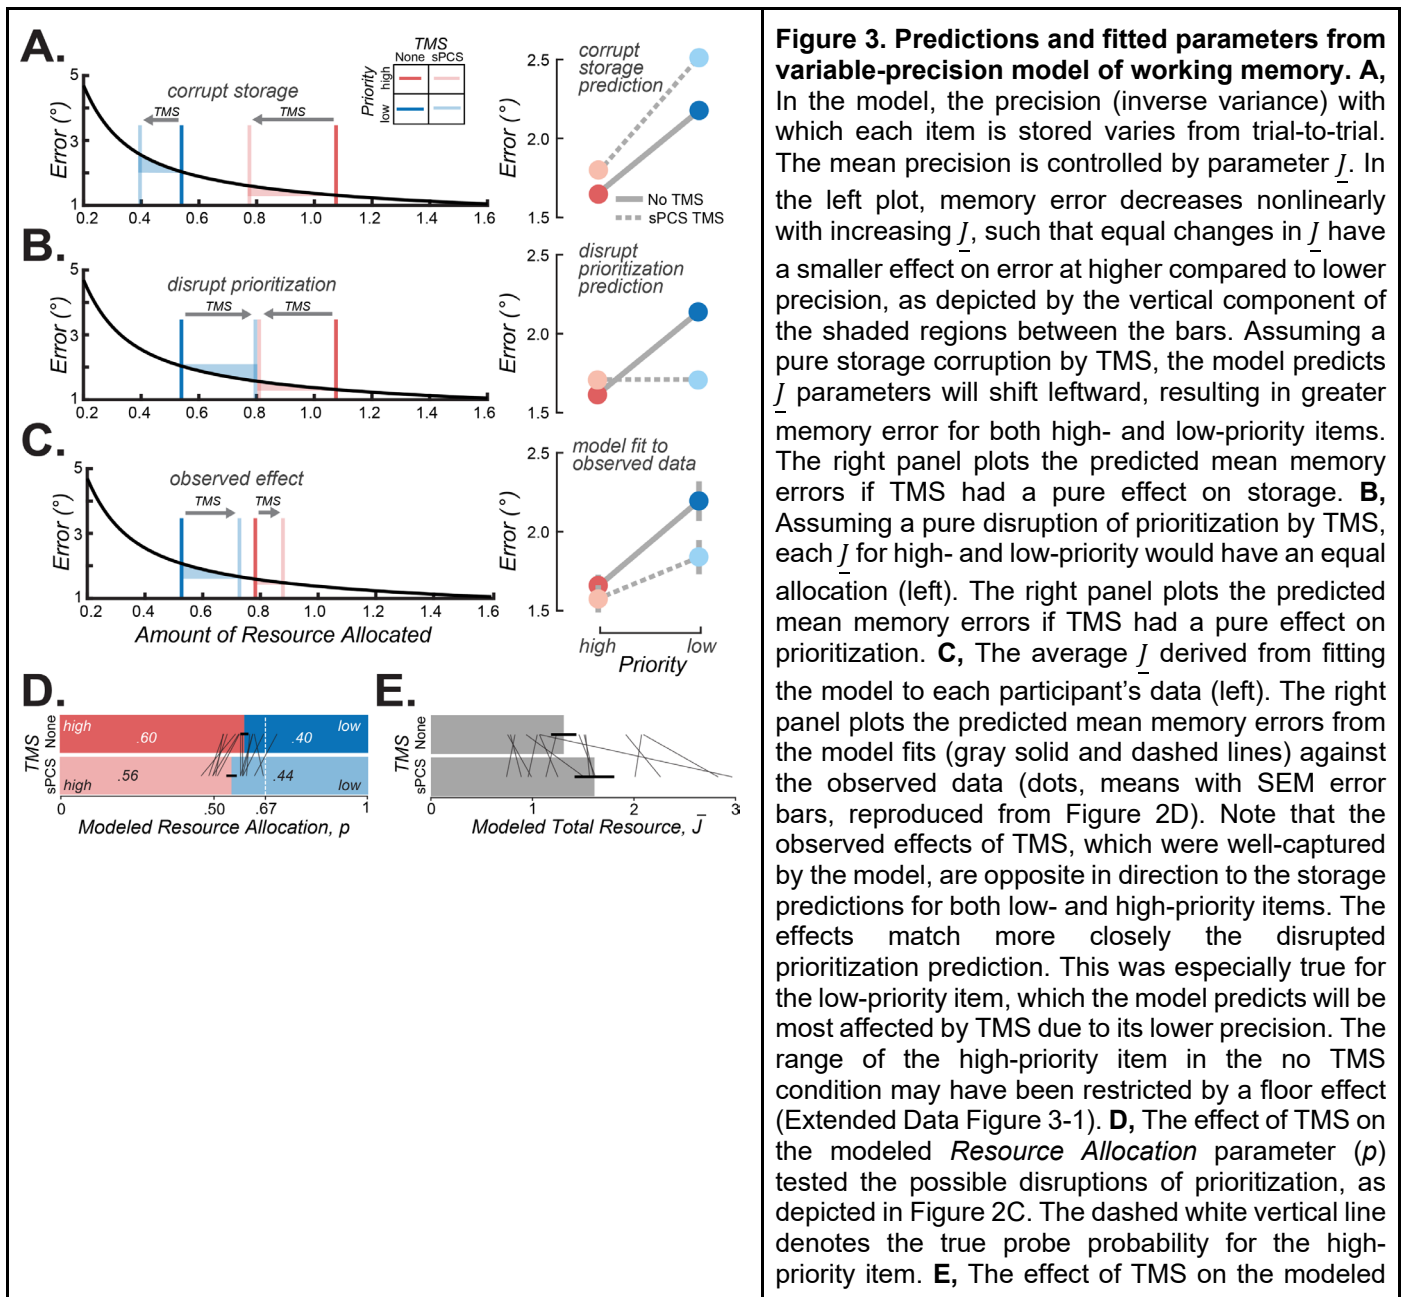 A.
TMS
None sPCS
Priority
high
low
corrupt storage
TMS
TMS
Error (°)
5
3
1
0.2 0.4 0.6 0.8 1.0 1.2 1.4 1.6
corrupt
storage
prediction
Error (°)
2.5
2.0
1.5
No TMS
sPCS TMS
B.
disrupt prioritization
TMS
TMS
Error (°)
5
3
1
0.2 0.4 0.6 0.8 1.0 1.2 1.4 1.6
disrupt
prioritization
prediction
Error (°)
2.5
2.0
1.5
C.
observed effect
TMS
TMS
Error (°)
5
3
1
0.2 0.4 0.6 0.8 1.0 1.2 1.4 1.6
Amount of Resource Allocated
model fit to
observed data
Error (°)
2.5
2.0
1.5
high low
Priority
D.
TMS
None
sPCS
high .60 .40 low
high .56 .44 low
0 .50 .67 1
Modeled Resource Allocation, p
E.
TMS
None
sPCS
0 1 2 3
Modeled Total Resource, J̄
Figure 3. Predictions and fitted parameters from
variable-precision model of working memory. A,
In the model, the precision (inverse variance) with
which each item is stored varies from trial-to-trial.
The mean precision is controlled by parameter J̲. In
the left plot, memory error decreases nonlinearly
with increasing J̲, such that equal changes in J̲ have
a smaller effect on error at higher compared to lower
precision, as depicted by the vertical component of
the shaded regions between the bars. Assuming a
pure storage corruption by TMS, the model predicts
J̲ parameters will shift leftward, resulting in greater
memory error for both high- and low-priority items.
The right panel plots the predicted mean memory
errors if TMS had a pure effect on storage. B,
Assuming a pure disruption of prioritization by TMS,
each J̲ for high- and low-priority would have an equal
allocation (left). The right panel plots the predicted
mean memory errors if TMS had a pure effect on
prioritization. C, The average J̲ derived from fitting
the model to each participant’s data (left). The right
panel plots the predicted mean memory errors from
the model fits (gray solid and dashed lines) against
the observed data (dots, means with SEM error
bars, reproduced from Figure 2D). Note that the
observed effects of TMS, which were well-captured
by the model, are opposite in direction to the storage
predictions for both low- and high-priority items. The
effects match more closely the disrupted
prioritization prediction. This was especially true for
the low-priority item, which the model predicts will be
most affected by TMS due to its lower precision. The
range of the high-priority item in the no TMS
condition may have been restricted by a floor effect
(Extended Data Figure 3-1). D, The effect of TMS on
the modeled Resource Allocation parameter (p)
tested the possible disruptions of prioritization, as
depicted in Figure 2C. The dashed white vertical line
denotes the true probe probability for the high-
priority item. E, The effect of TMS on the modeled